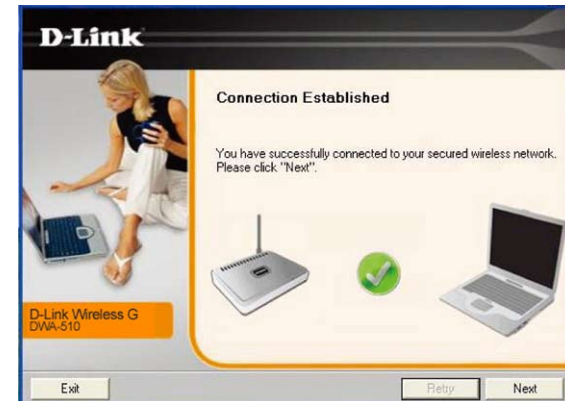 D-Link
Connection Established
You have successfully connected to your secured wireless network.
Please click "Next".
D-Link Wireless G
DWA-510
Exit
Retry
Next